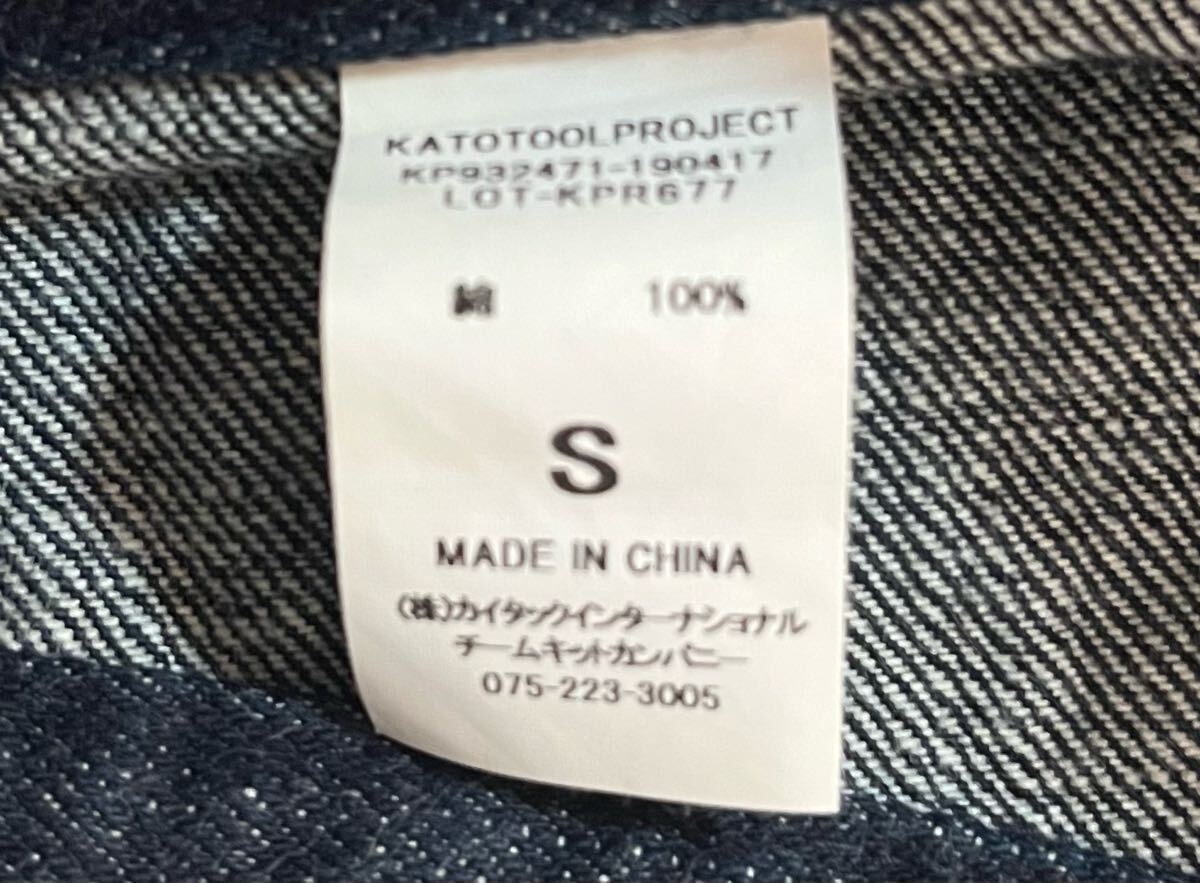 KATOTOOLPROJECT
KP932471-190417
LOT-KPR677
綿 100%
S
MADE IN CHINA
(株)カイタックインターナショナル
チームキットカンパニー
075-223-3005